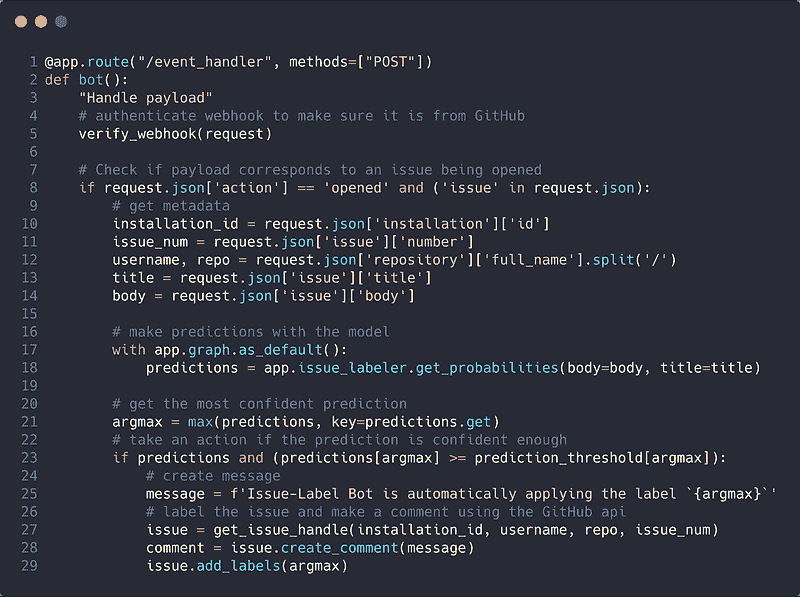 1 @app.route("/event_handler", methods=["POST"])
2 def bot():
3     "Handle payload"
4     # authenticate webhook to make sure it is from GitHub
5     verify_webhook(request)
6
7     # Check if payload corresponds to an issue being opened
8     if request.json['action'] == 'opened' and ('issue' in request.json):
9         # get metadata
10         installation_id = request.json['installation']['id']
11         issue_num = request.json['issue']['number']
12         username, repo = request.json['repository']['full_name'].split('/')
13         title = request.json['issue']['title']
14         body = request.json['issue']['body']
15
16         # make predictions with the model
17         with app.graph.as_default():
18             predictions = app.issue_labeler.get_probabilities(body=body, title=title)
19
20         # get the most confident prediction
21         argmax = max(predictions, key=predictions.get)
22         # take an action if the prediction is confident enough
23         if predictions and (predictions[argmax] >= prediction_threshold[argmax]):
24             # create message
25             message = f'Issue-Label Bot is automatically applying the label `{argmax}`'
26             # label the issue and make a comment using the GitHub api
27             issue = get_issue_handle(installation_id, username, repo, issue_num)
28             comment = issue.create_comment(message)
29             issue.add_labels(argmax)